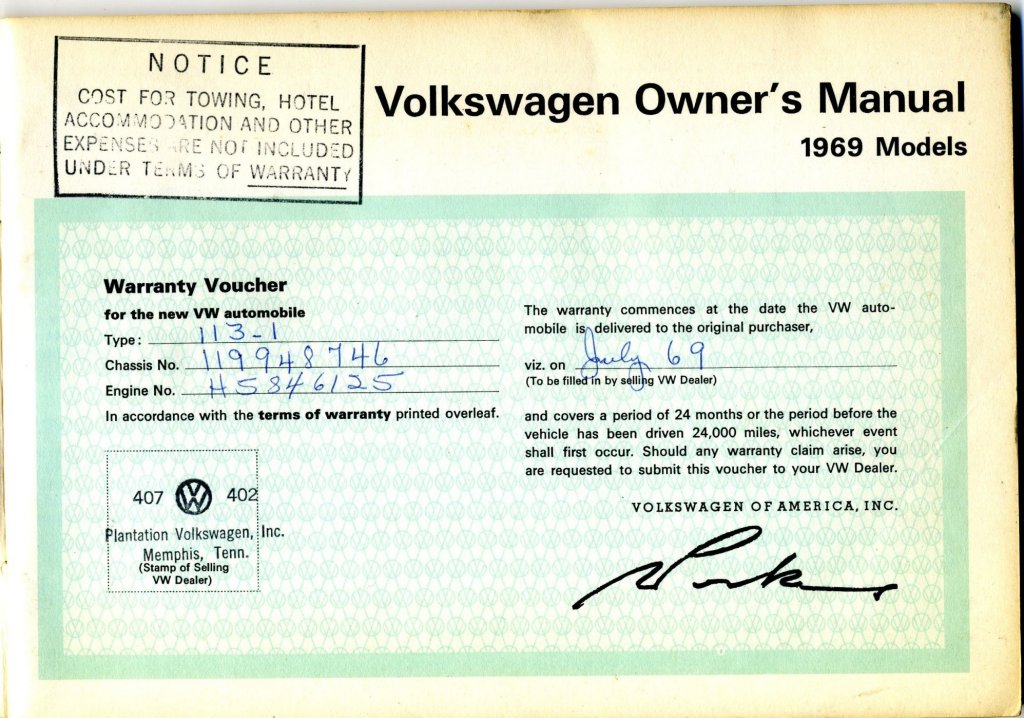 NOTICE
COST FOR TOWING, HOTEL
ACCOMMODATION AND OTHER
EXPENSES ARE NOT INCLUDED
UNDER TERMS OF WARRANTY
Volkswagen Owner's Manual
1969 Models
Warranty Voucher
for the new VW automobile
Type: 113-1
Chassis No. 119948746
Engine No. H5846125
In accordance with the terms of warranty printed overleaf.
407 VW 402
Plantation Volkswagen, Inc.
Memphis, Tenn.
(Stamp of Selling
VW Dealer)
The warranty commences at the date the VW auto-
mobile is delivered to the original purchaser,
viz. on July 69
(To be filled in by selling VW Dealer)
and covers a period of 24 months or the period before the
vehicle has been driven 24,000 miles, whichever event
shall first occur. Should any warranty claim arise, you
are requested to submit this voucher to your VW Dealer.
VOLKSWAGEN OF AMERICA, INC.